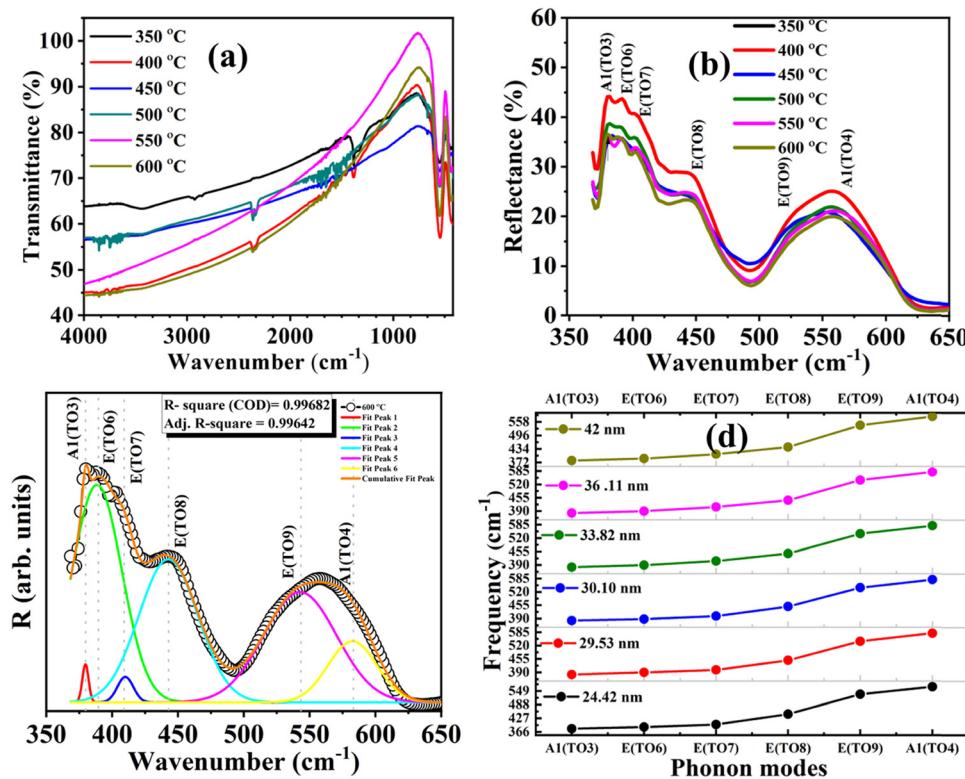 (a)
350 °C
400 °C
450 °C
500 °C
550 °C
600 °C
Transmittance (%)
100
90
80
70
60
50
40
4000 3000 2000 1000
Wavenumber (cm-1)
(b)
350 °C
400 °C
450 °C
500 °C
550 °C
600 °C
A1(TO3)
E(TO6)
E(TO7)
E(TO8)
E(TO9)
A1(TO4)
Reflectance (%)
60
50
40
30
20
10
0
350 400 450 500 550 600 650
Wavenumber (cm-1)
R- square (COD)= 0.99682
Adj. R-square = 0.99642
600 °C
Fit Peak 1
Fit Peak 2
Fit Peak 3
Fit Peak 4
Fit Peak 5
Fit Peak 6
Cumulative Fit Peak
A1(TO3)
E(TO6)
E(TO7)
E(TO8)
E(TO9)
A1(TO4)
R (arb. units)
350 400 450 500 550 600 650
Wavenumber (cm-1)
A1(TO3) E(TO6) E(TO7) E(TO8) E(TO9) A1(TO4)
(d)
558
496
434
372
42 nm
585
520
455
390
36 .11 nm
585
520
455
390
33.82 nm
585
520
455
390
30.10 nm
585
520
455
390
29.53 nm
549
488
427
366
24.42 nm
Frequency (cm-1)
A1(TO3) E(TO6) E(TO7) E(TO8) E(TO9) A1(TO4)
Phonon modes